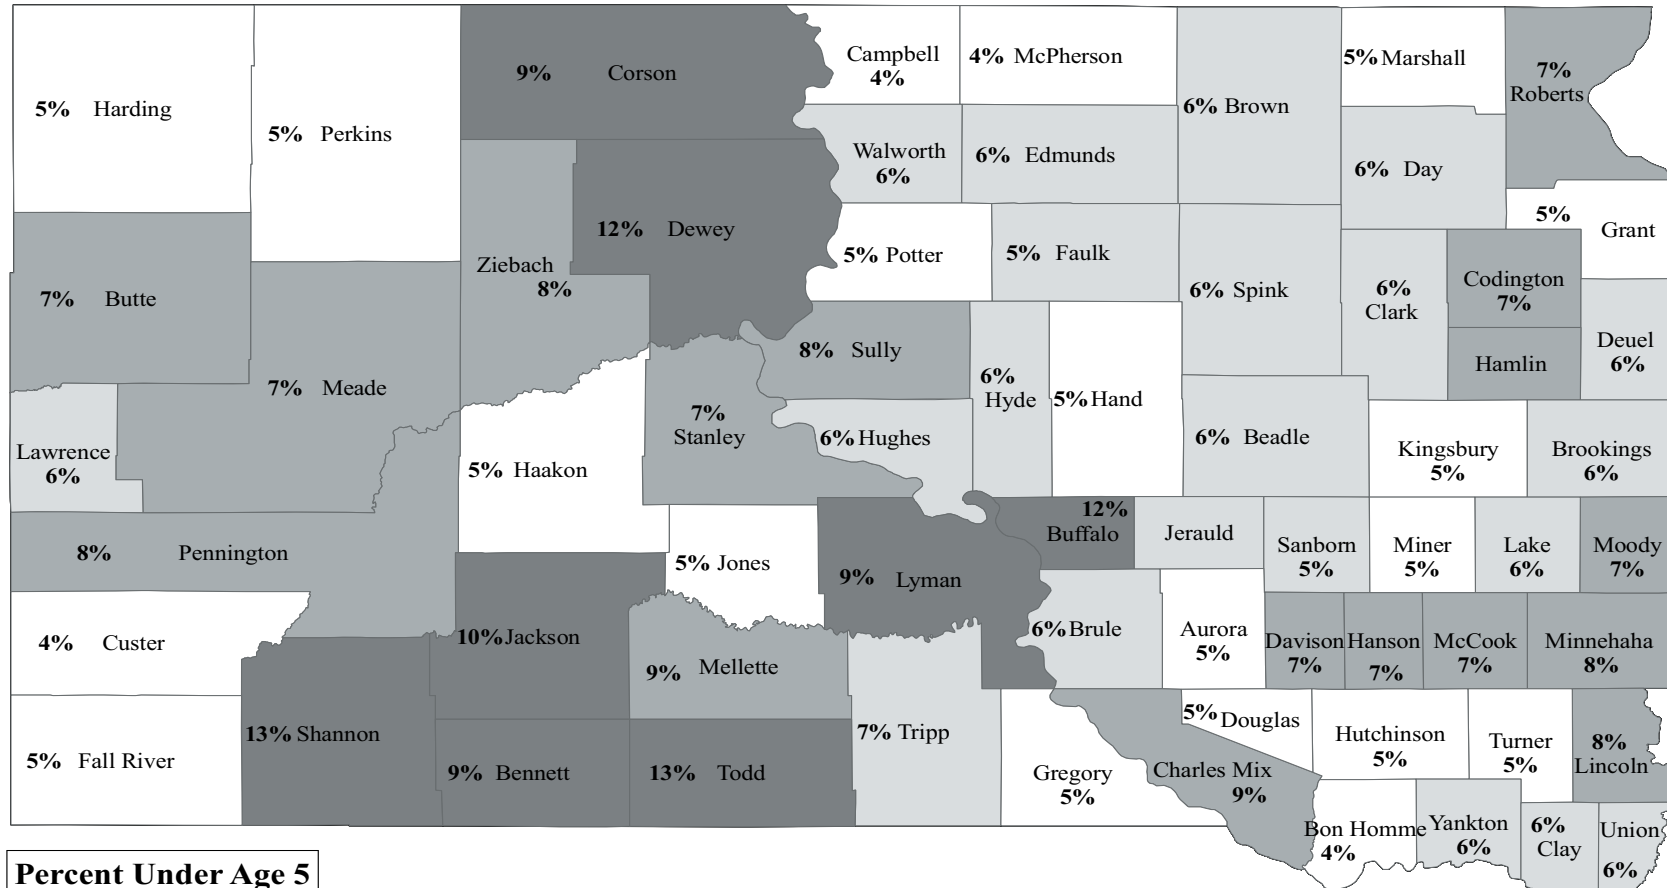 9% Corson
Campbell
4%
4% McPherson
5% Marshall
7%
Roberts
5% Harding
5% Perkins
6% Brown
Walworth
6%
6% Edmunds
6% Day
5%
Grant
12% Dewey
Ziebach
8%
5% Potter
5% Faulk
6% Spink
6%
Clark
Codington
7%
7% Butte
7% Meade
8% Sully
6%
Hyde
5% Hand
Hamlin
Deuel
6%
Lawrence
6%
7%
Stanley
6% Hughes
6% Beadle
Kingsbury
5%
Brookings
6%
5% Haakon
8% Pennington
5% Jones
9% Lyman
12%
Buffalo
Jerauld
Sanborn
5%
Miner
5%
Lake
6%
Moody
7%
4% Custer
10% Jackson
9% Mellette
6% Brule
Aurora
5%
Davison
7%
Hanson
7%
McCook
7%
Minnehaha
8%
5% Fall River
13% Shannon
9% Bennett
13% Todd
7% Tripp
Gregory
5%
5% Douglas
Charles Mix
9%
Hutchinson
5%
Turner
5%
8%
Lincoln
Bon Homme
4%
Yankton
6%
6%
Clay
Union
6%
Percent Under Age 5